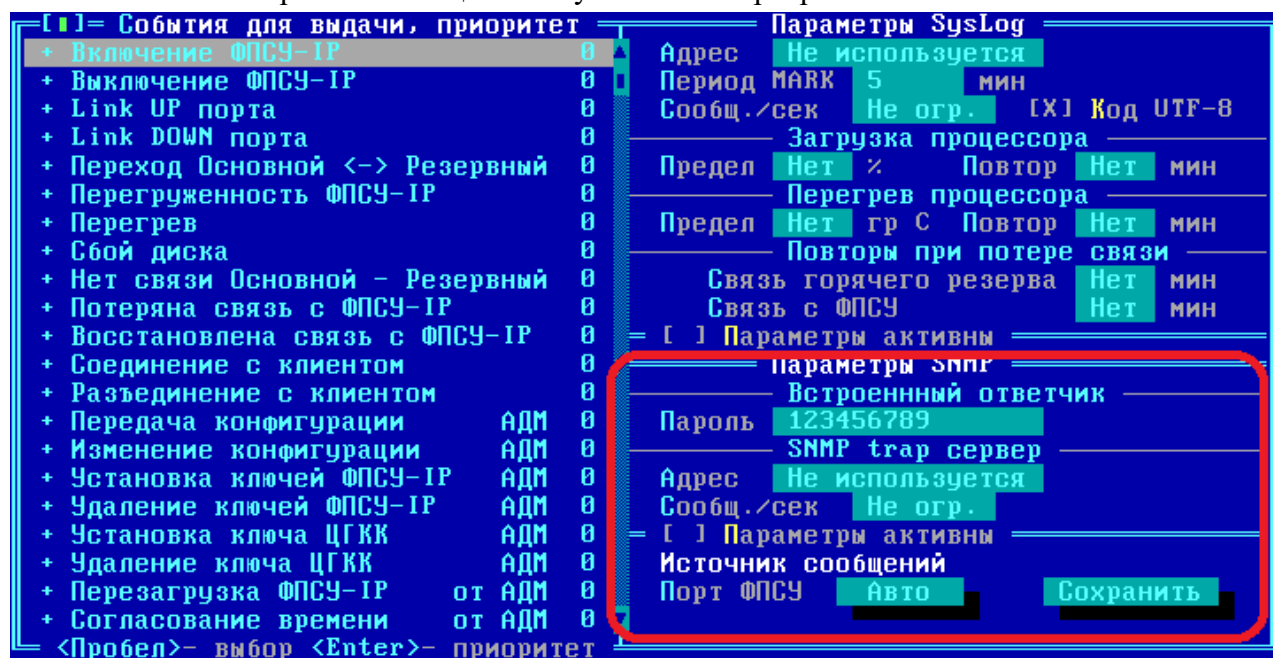 [▮]= События для выдачи, приоритет
+ Включение ФПСУ-IP 0
+ Выключение ФПСУ-IP 0
+ Link UP порта 0
+ Link DOWN порта 0
+ Переход Основной <-> Резервный 0
+ Перегруженность ФПСУ-IP 0
+ Перегрев 0
+ Сбой диска 0
+ Нет связи Основной - Резервный 0
+ Потеряна связь с ФПСУ-IP 0
+ Восстановлена связь с ФПСУ-IP 0
+ Соединение с клиентом 0
+ Разъединение с клиентом 0
+ Передача конфигурации АДМ 0
+ Изменение конфигурации АДМ 0
+ Установка ключей ФПСУ-IP АДМ 0
+ Удаление ключей ФПСУ-IP АДМ 0
+ Установка ключа ЦГКК АДМ 0
+ Удаление ключа ЦГКК АДМ 0
+ Перезагрузка ФПСУ-IP от АДМ 0
+ Согласование времени от АДМ 0
<Пробел>- выбор <Enter>- приоритет
Параметры SysLog
Адрес Не используется
Период MARK 5 мин
Сообщ./сек Не огр. [X] Код UTF-8
Загрузка процессора
Предел Нет % Повтор Нет мин
Перегрев процессора
Предел Нет гр С Повтор Нет мин
Повторы при потере связи
Связь горячего резерва Нет мин
Связь с ФПСУ Нет мин
[ ] Параметры активны
Параметры SNMP
Встроеннный ответчик
Пароль 123456789
SNMP trap сервер
Адрес Не используется
Сообщ./сек Не огр.
[ ] Параметры активны
Источник сообщений
Порт ФПСУ Авто Сохранить